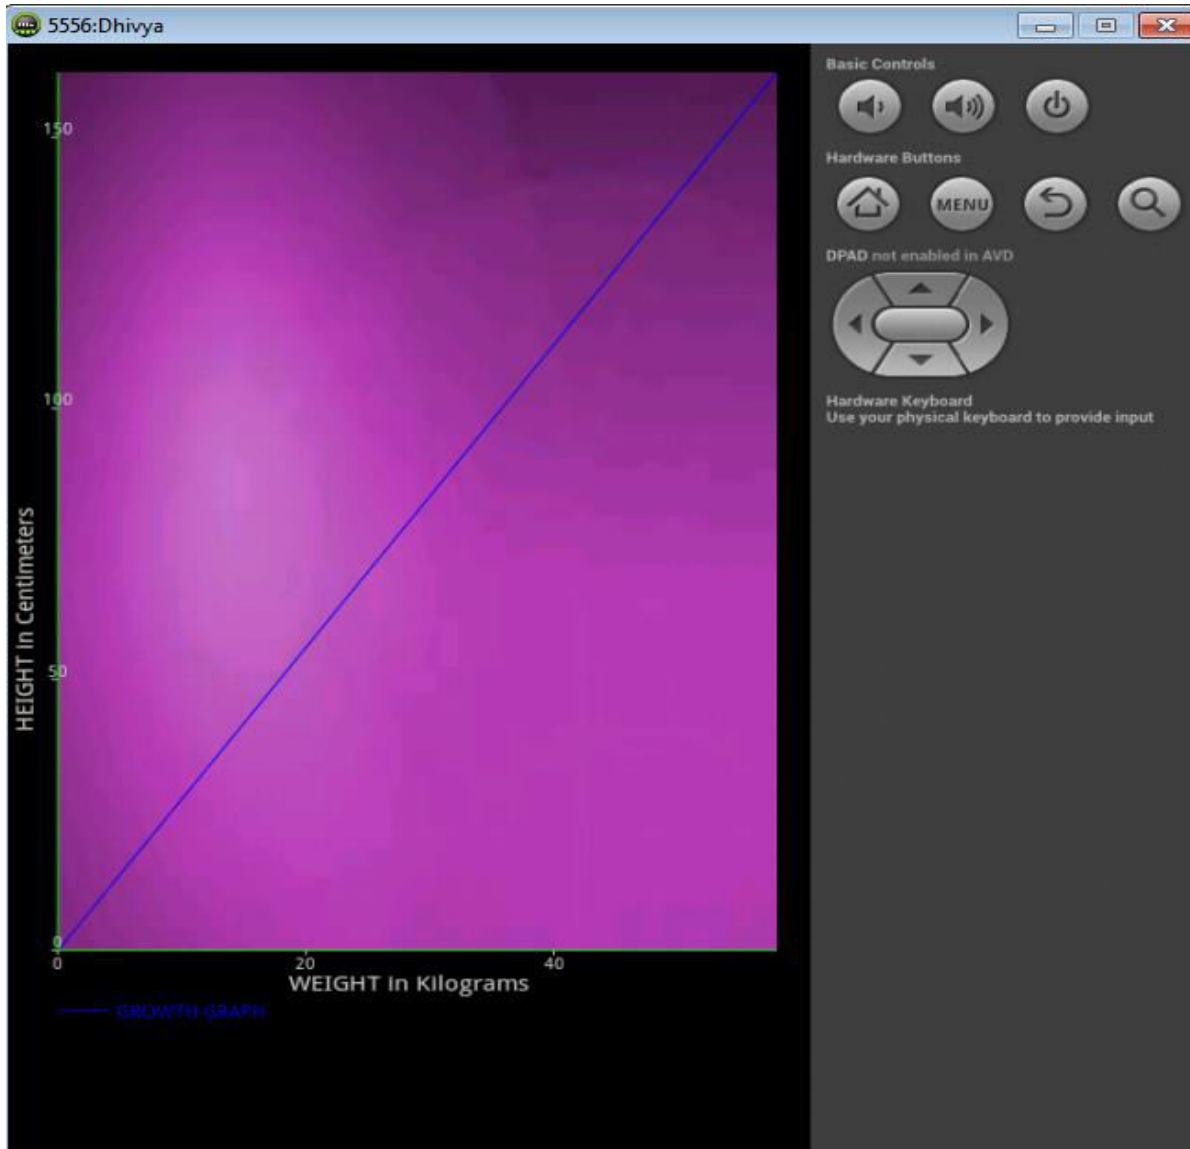 5556:Dhivya
Basic Controls
Hardware Buttons
MENU
DPAD not enabled in AVD
Hardware Keyboard
Use your physical keyboard to provide input
150
100
50
0
HEIGHT in Centimeters
0 20 40
WEIGHT in Kilograms
GROWTH GRAPH